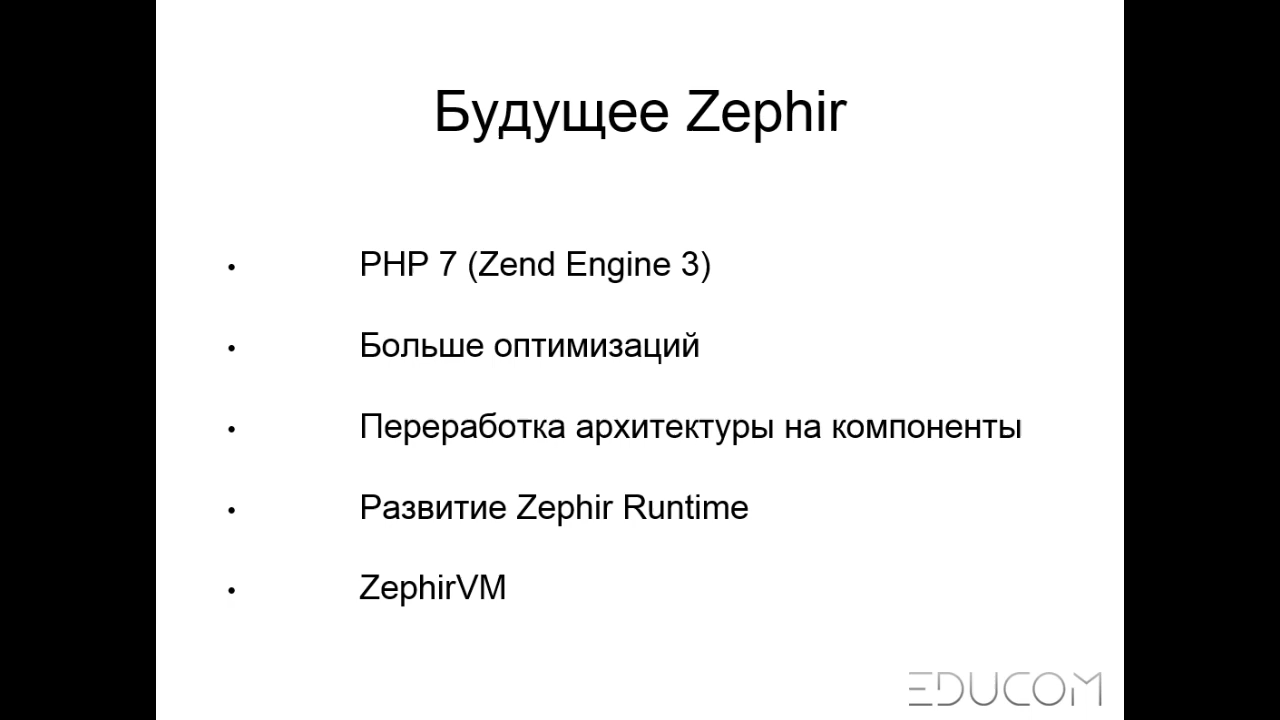 Будущее Zephir
• PHP 7 (Zend Engine 3)
• Больше оптимизаций
• Переработка архитектуры на компоненты
• Развитие Zephir Runtime
• ZephirVM
EDUCOM